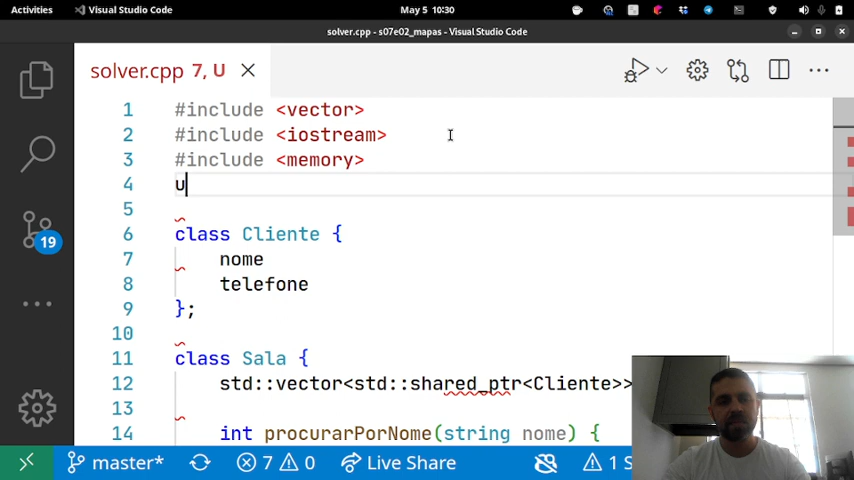 Activities Visual Studio Code May 5 10:30
solver.cpp - s07e02_mapas - Visual Studio Code
solver.cpp 7, U
1 #include <vector>
2 #include <iostream>
3 #include <memory>
4 u
5
6 class Cliente {
7 nome
8 telefone
9 };
10
11 class Sala {
12 std::vector<std::shared_ptr<Cliente>>
13
14 int procurarPorNome(string nome) {
19
master* 7 0 Live Share 1